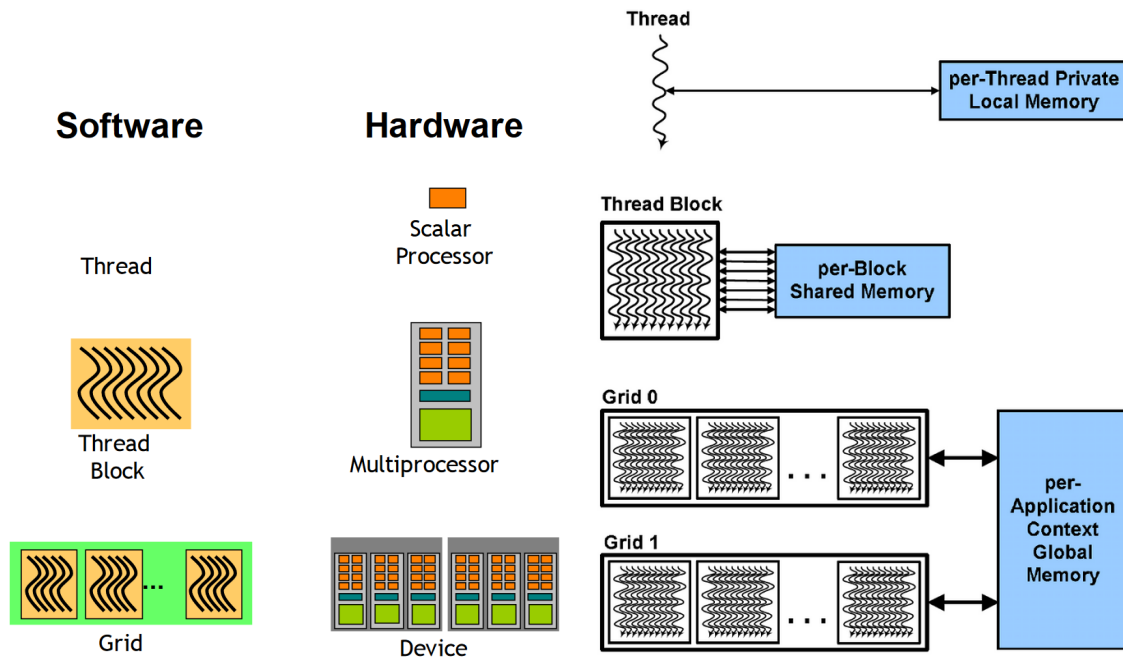 Software
Hardware
Thread
Scalar
Processor
Thread
Block
Multiprocessor
...
Grid
Device
Thread
per-Thread Private
Local Memory
Thread Block
per-Block
Shared Memory
Grid 0
. . .
Grid 1
. . .
per-
Application
Context
Global
Memory